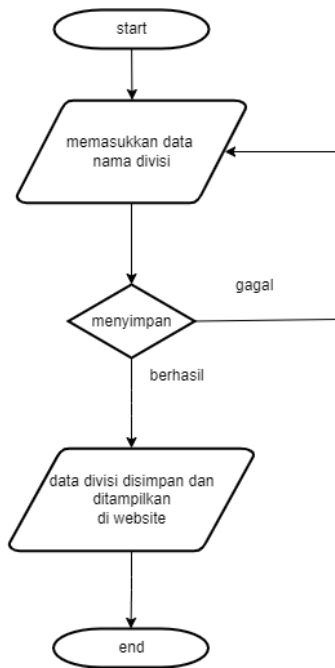 start
memasukkan data
nama divisi
gagal
menyimpan
berhasil
data divisi disimpan dan
ditampilkan
di website
end